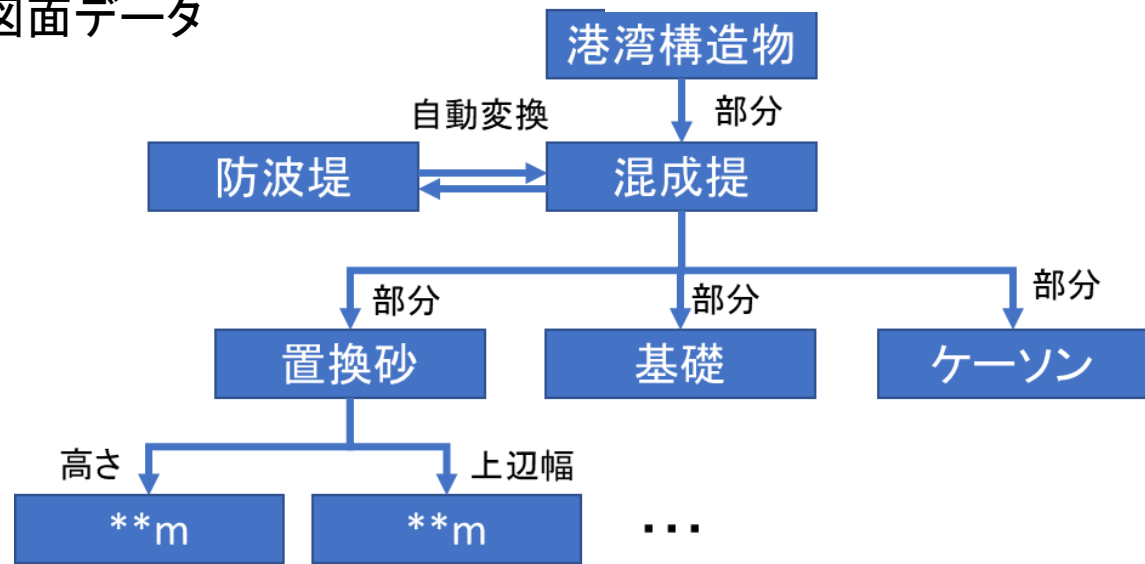 図面データ
港湾構造物
自動変換
部分
防波堤
混成提
部分
部分
部分
置換砂
基礎
ケーソン
高さ
上辺幅
**m
**m
...